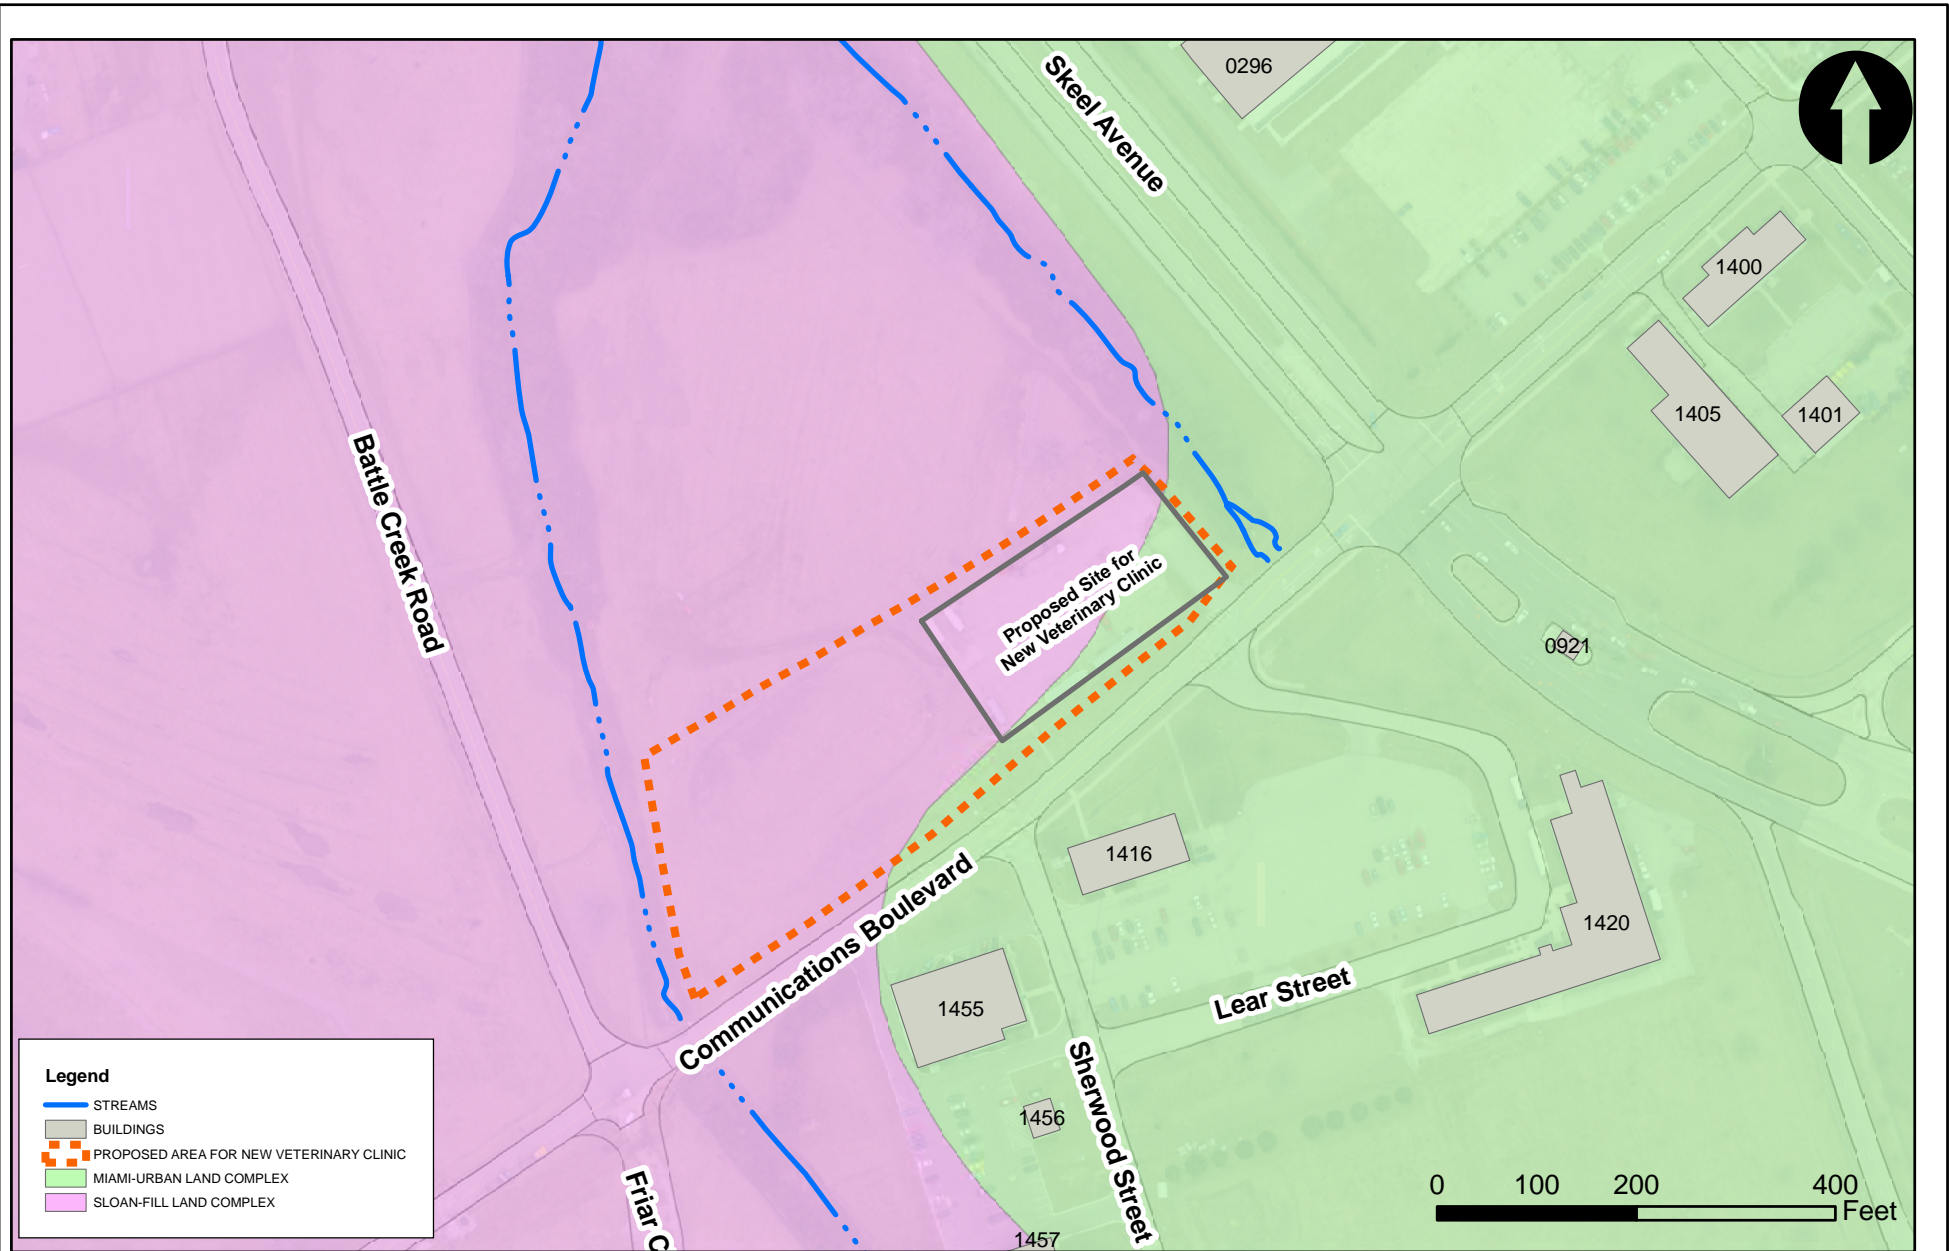 0296
Skeel Avenue
1400
1405
1401
Battle Creek Road
Proposed Site for
New Veterinary Clinic
0921
1416
1420
Communications Boulevard
1455
Lear Street
1456
Sherwood Street
1457
Friar C
Legend
STREAMS
BUILDINGS
PROPOSED AREA FOR NEW VETERINARY CLINIC
MIAMI-URBAN LAND COMPLEX
SLOAN-FILL LAND COMPLEX
0 100 200 400
Feet